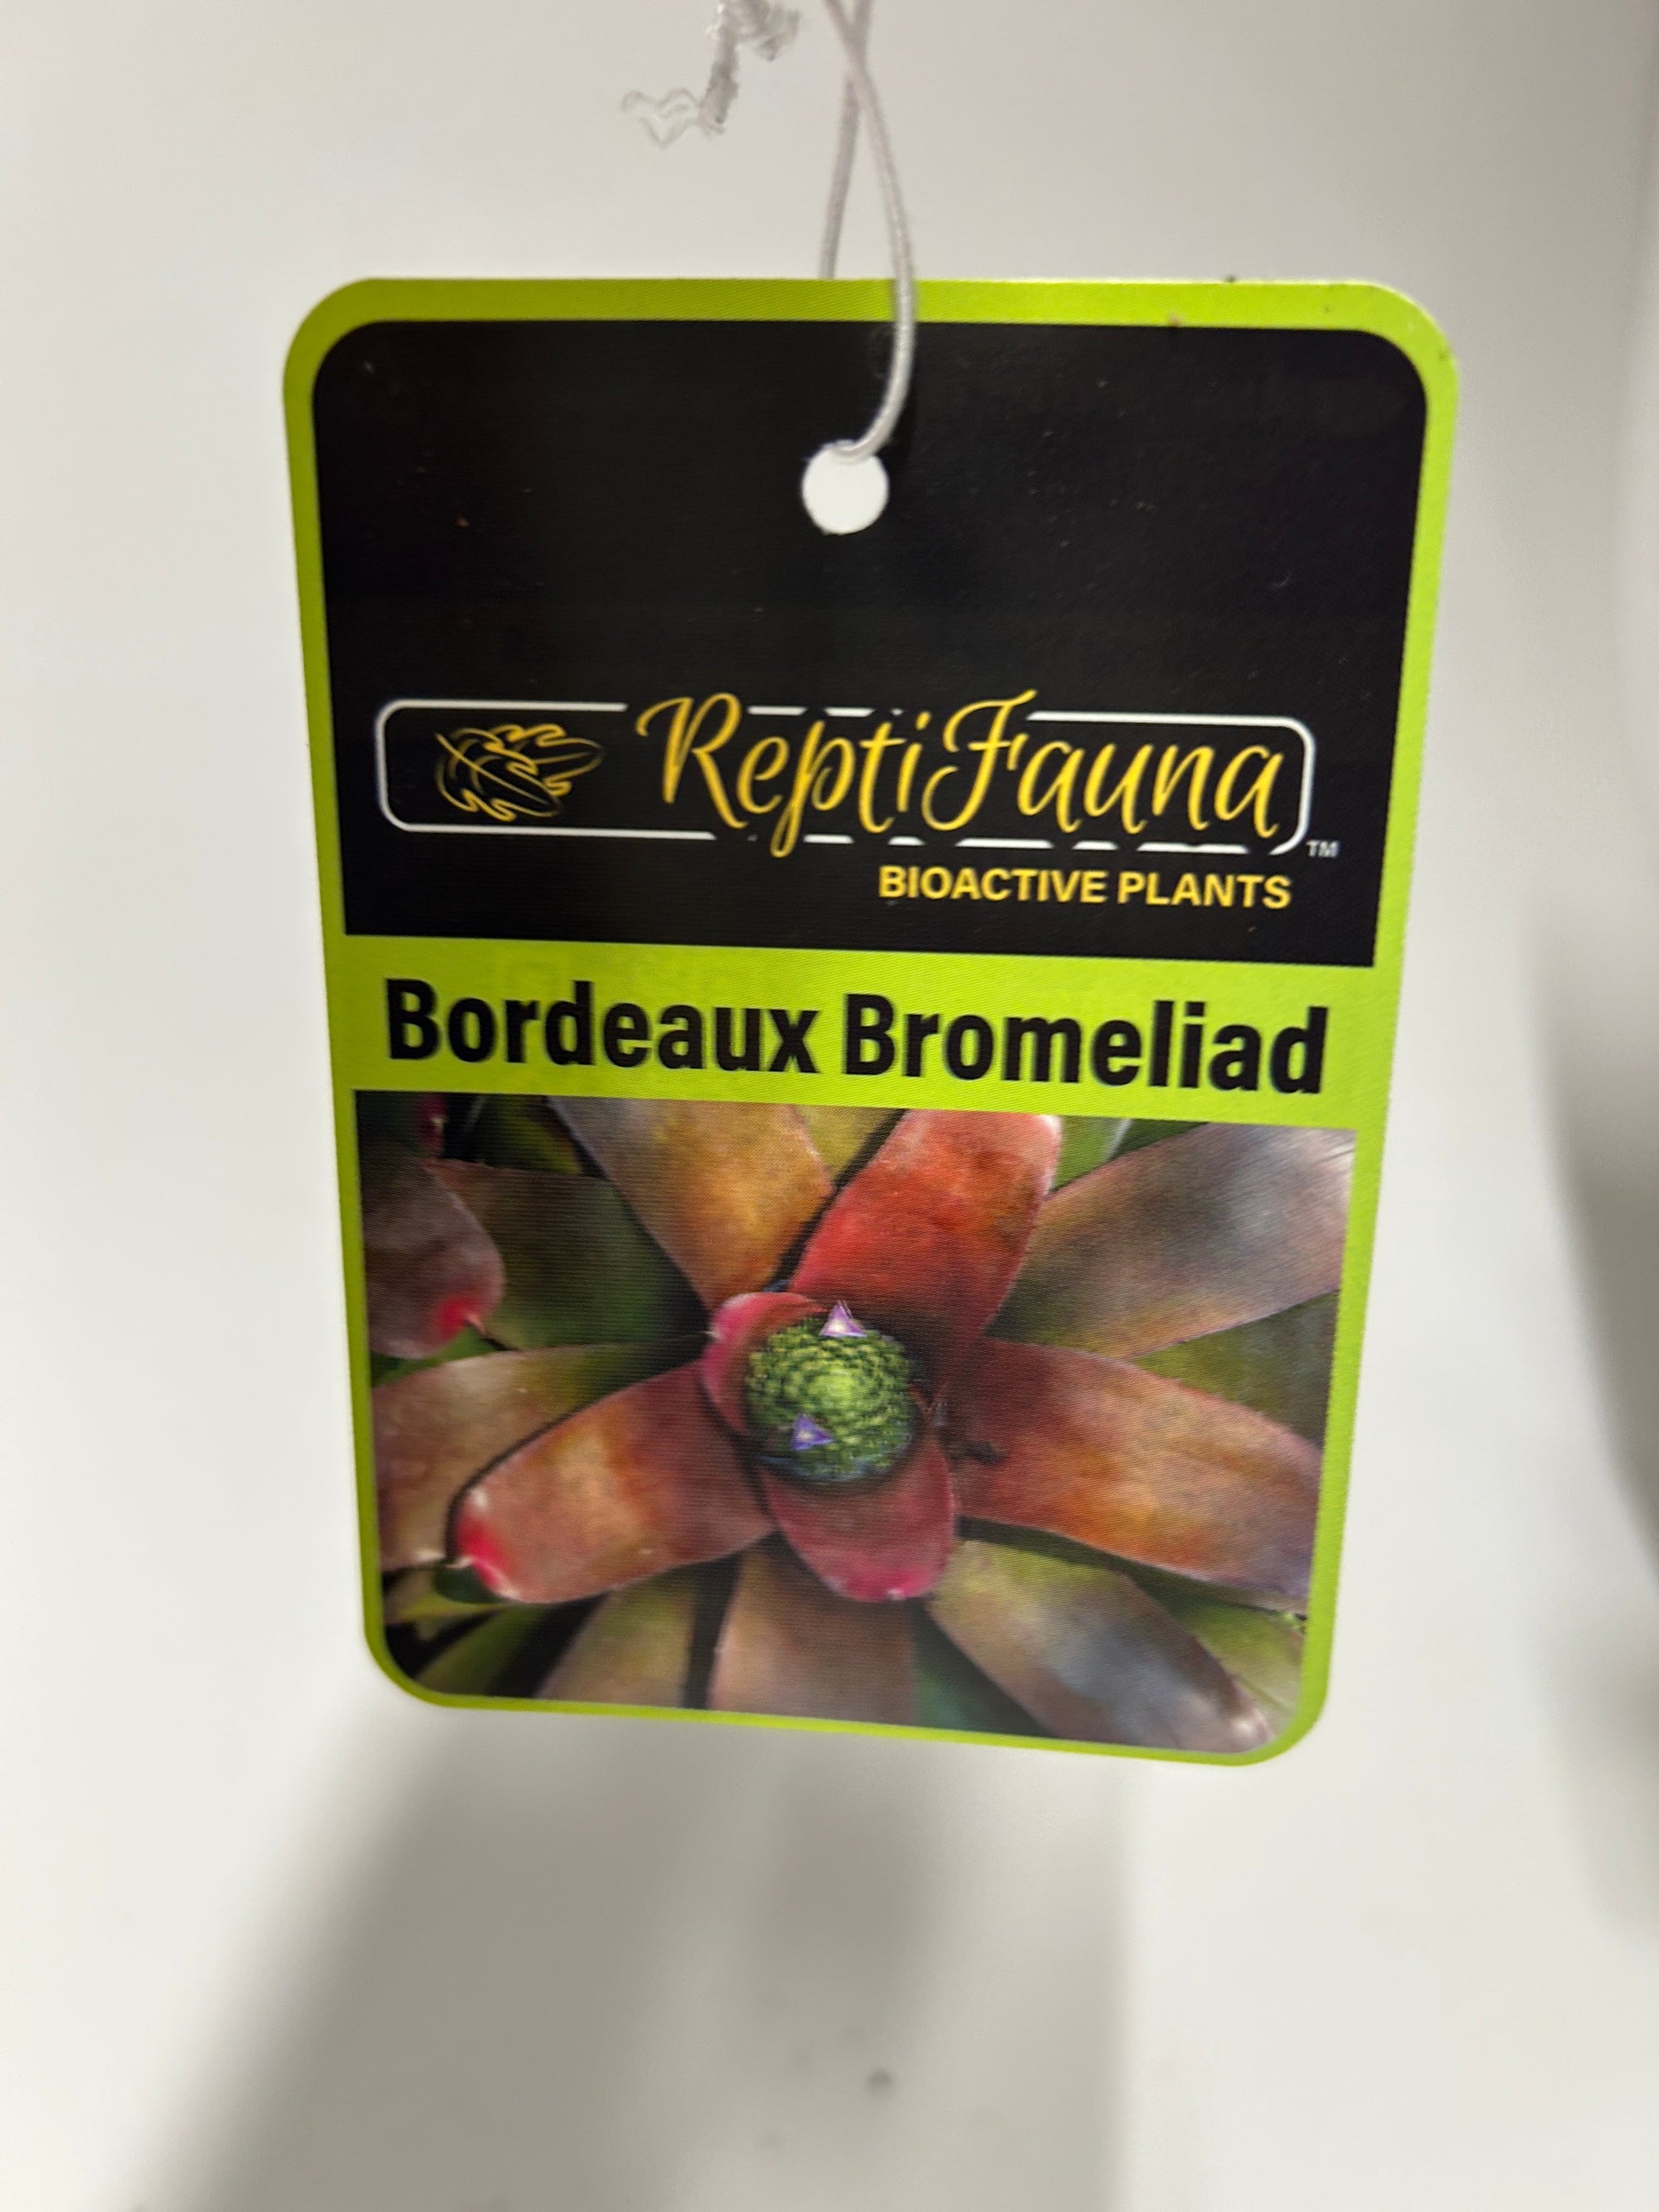 ReptiFauna
TM
BIOACTIVE PLANTS
Bordeaux Bromeliad